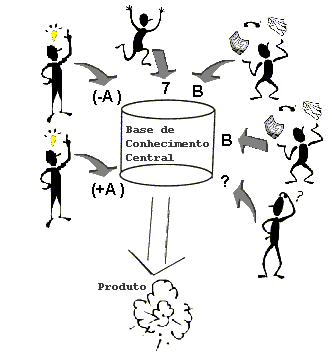 (-A)
7
B
Base de
Conhecimento
Central
B
(+A)
?
?
Produto